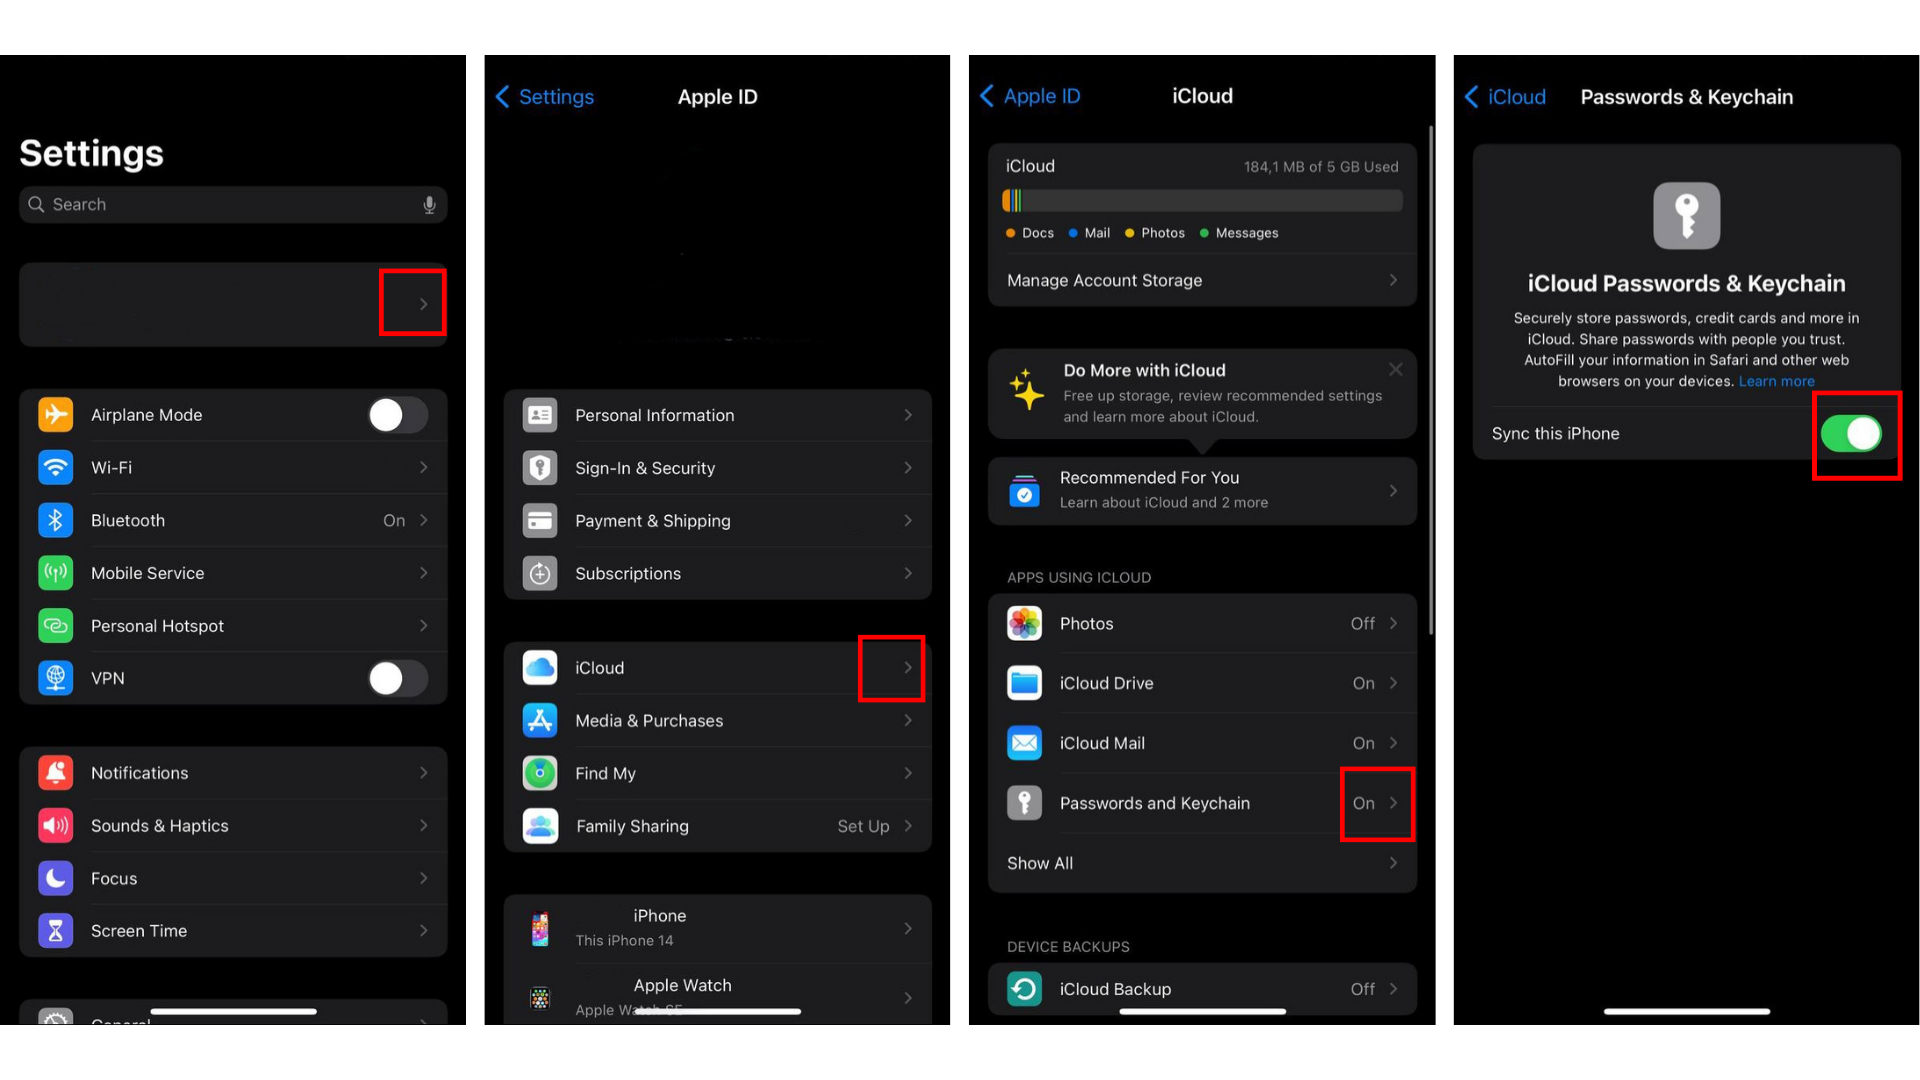 Settings
Search
Airplane Mode
Wi-Fi
Bluetooth On
Mobile Service
Personal Hotspot
VPN
Notifications
Sounds & Haptics
Focus
Screen Time
General
Settings Apple ID
Personal Information
Sign-In & Security
Payment & Shipping
Subscriptions
iCloud
Media & Purchases
Find My
Family Sharing Set Up
iPhone
This iPhone 14
Apple Watch
Apple Watch SE
Apple ID iCloud
iCloud 184,1 MB of 5 GB Used
Docs Mail Photos Messages
Manage Account Storage
Do More with iCloud
Free up storage, review recommended settings
and learn more about iCloud.
Recommended For You
Learn about iCloud and 2 more
APPS USING ICLOUD
Photos Off
iCloud Drive On
iCloud Mail On
Passwords and Keychain On
Show All
DEVICE BACKUPS
iCloud Backup Off
iCloud Passwords & Keychain
iCloud Passwords & Keychain
Securely store passwords, credit cards and more in
iCloud. Share passwords with people you trust.
AutoFill your information in Safari and other web
browsers on your devices. Learn more
Sync this iPhone